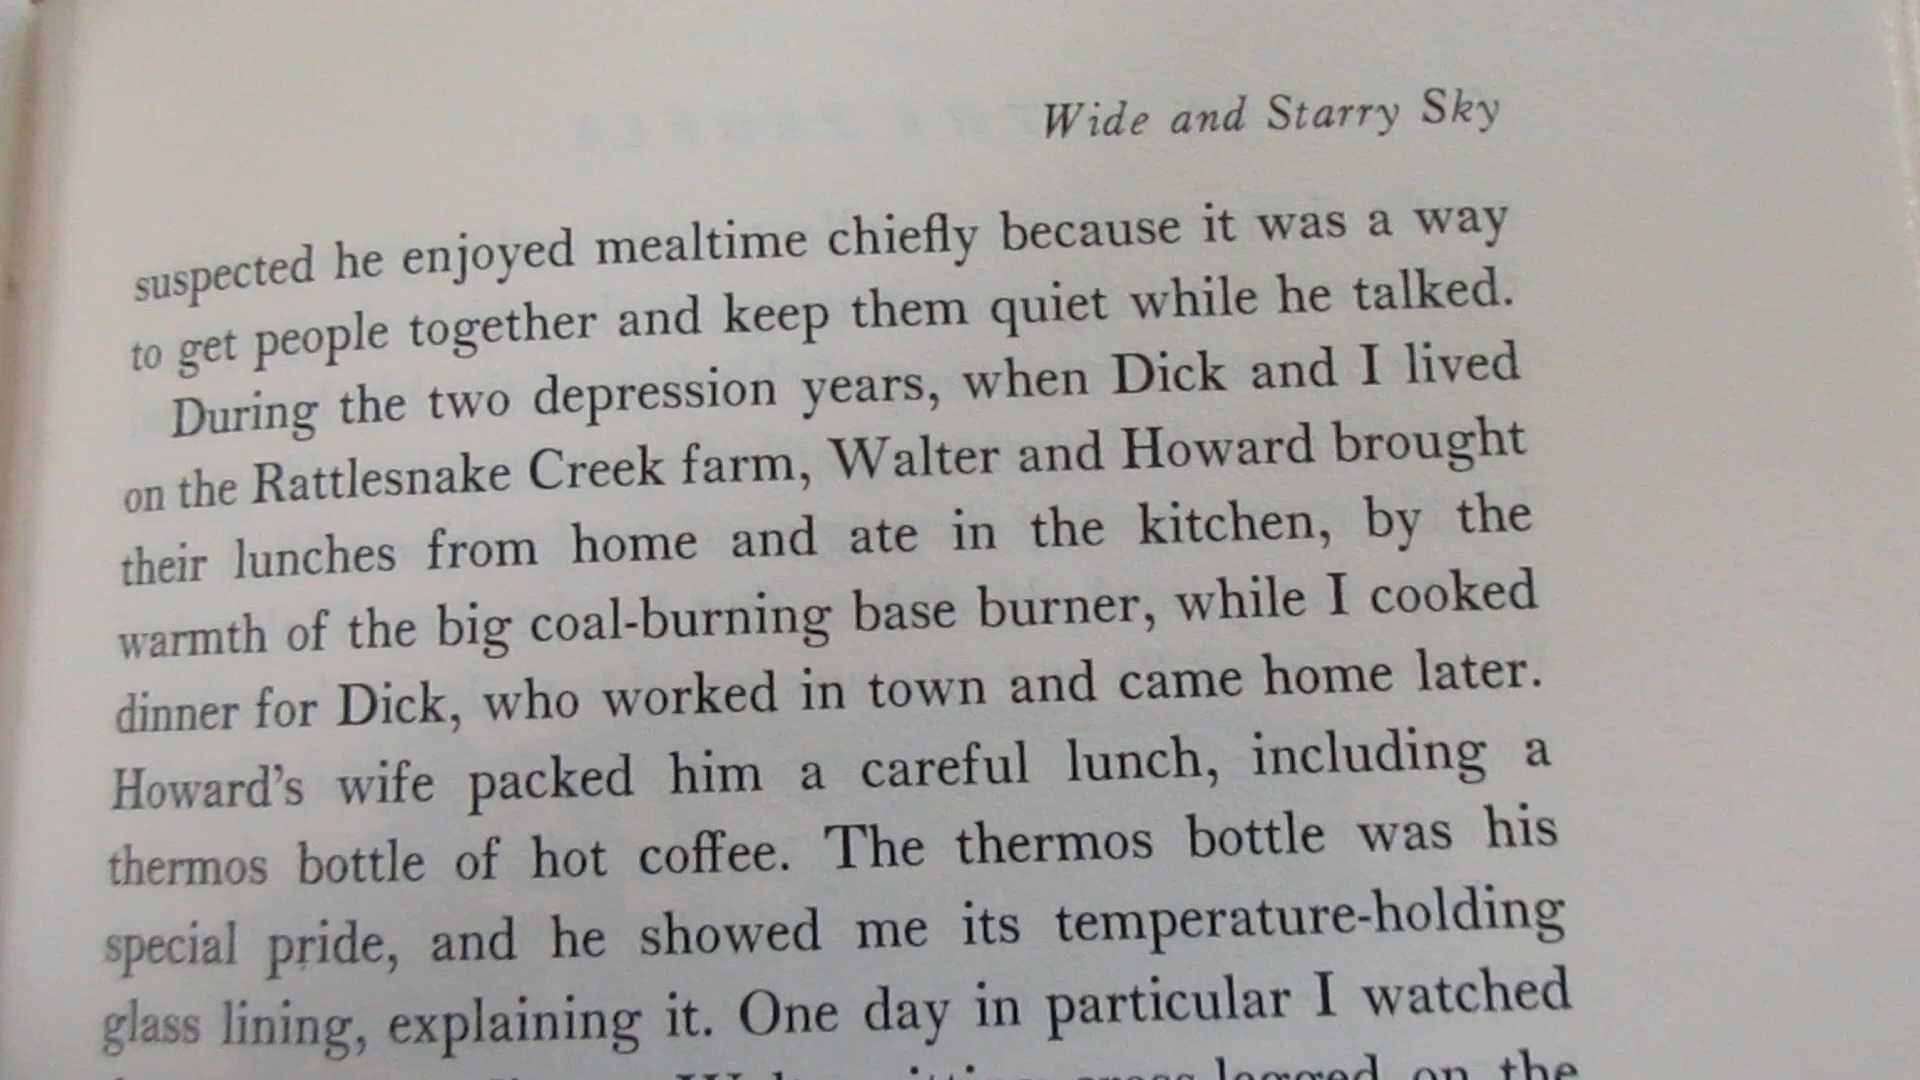 Wide and Starry Sky
suspected he enjoyed mealtime chiefly because it was a way
to get people together and keep them quiet while he talked.
During the two depression years, when Dick and I lived
on the Rattlesnake Creek farm, Walter and Howard brought
their lunches from home and ate in the kitchen, by the
warmth of the big coal-burning base burner, while I cooked
dinner for Dick, who worked in town and came home later.
Howard's wife packed him a careful lunch, including a
thermos bottle of hot coffee. The thermos bottle was his
special pride, and he showed me its temperature-holding
glass lining, explaining it. One day in particular I watched
on the